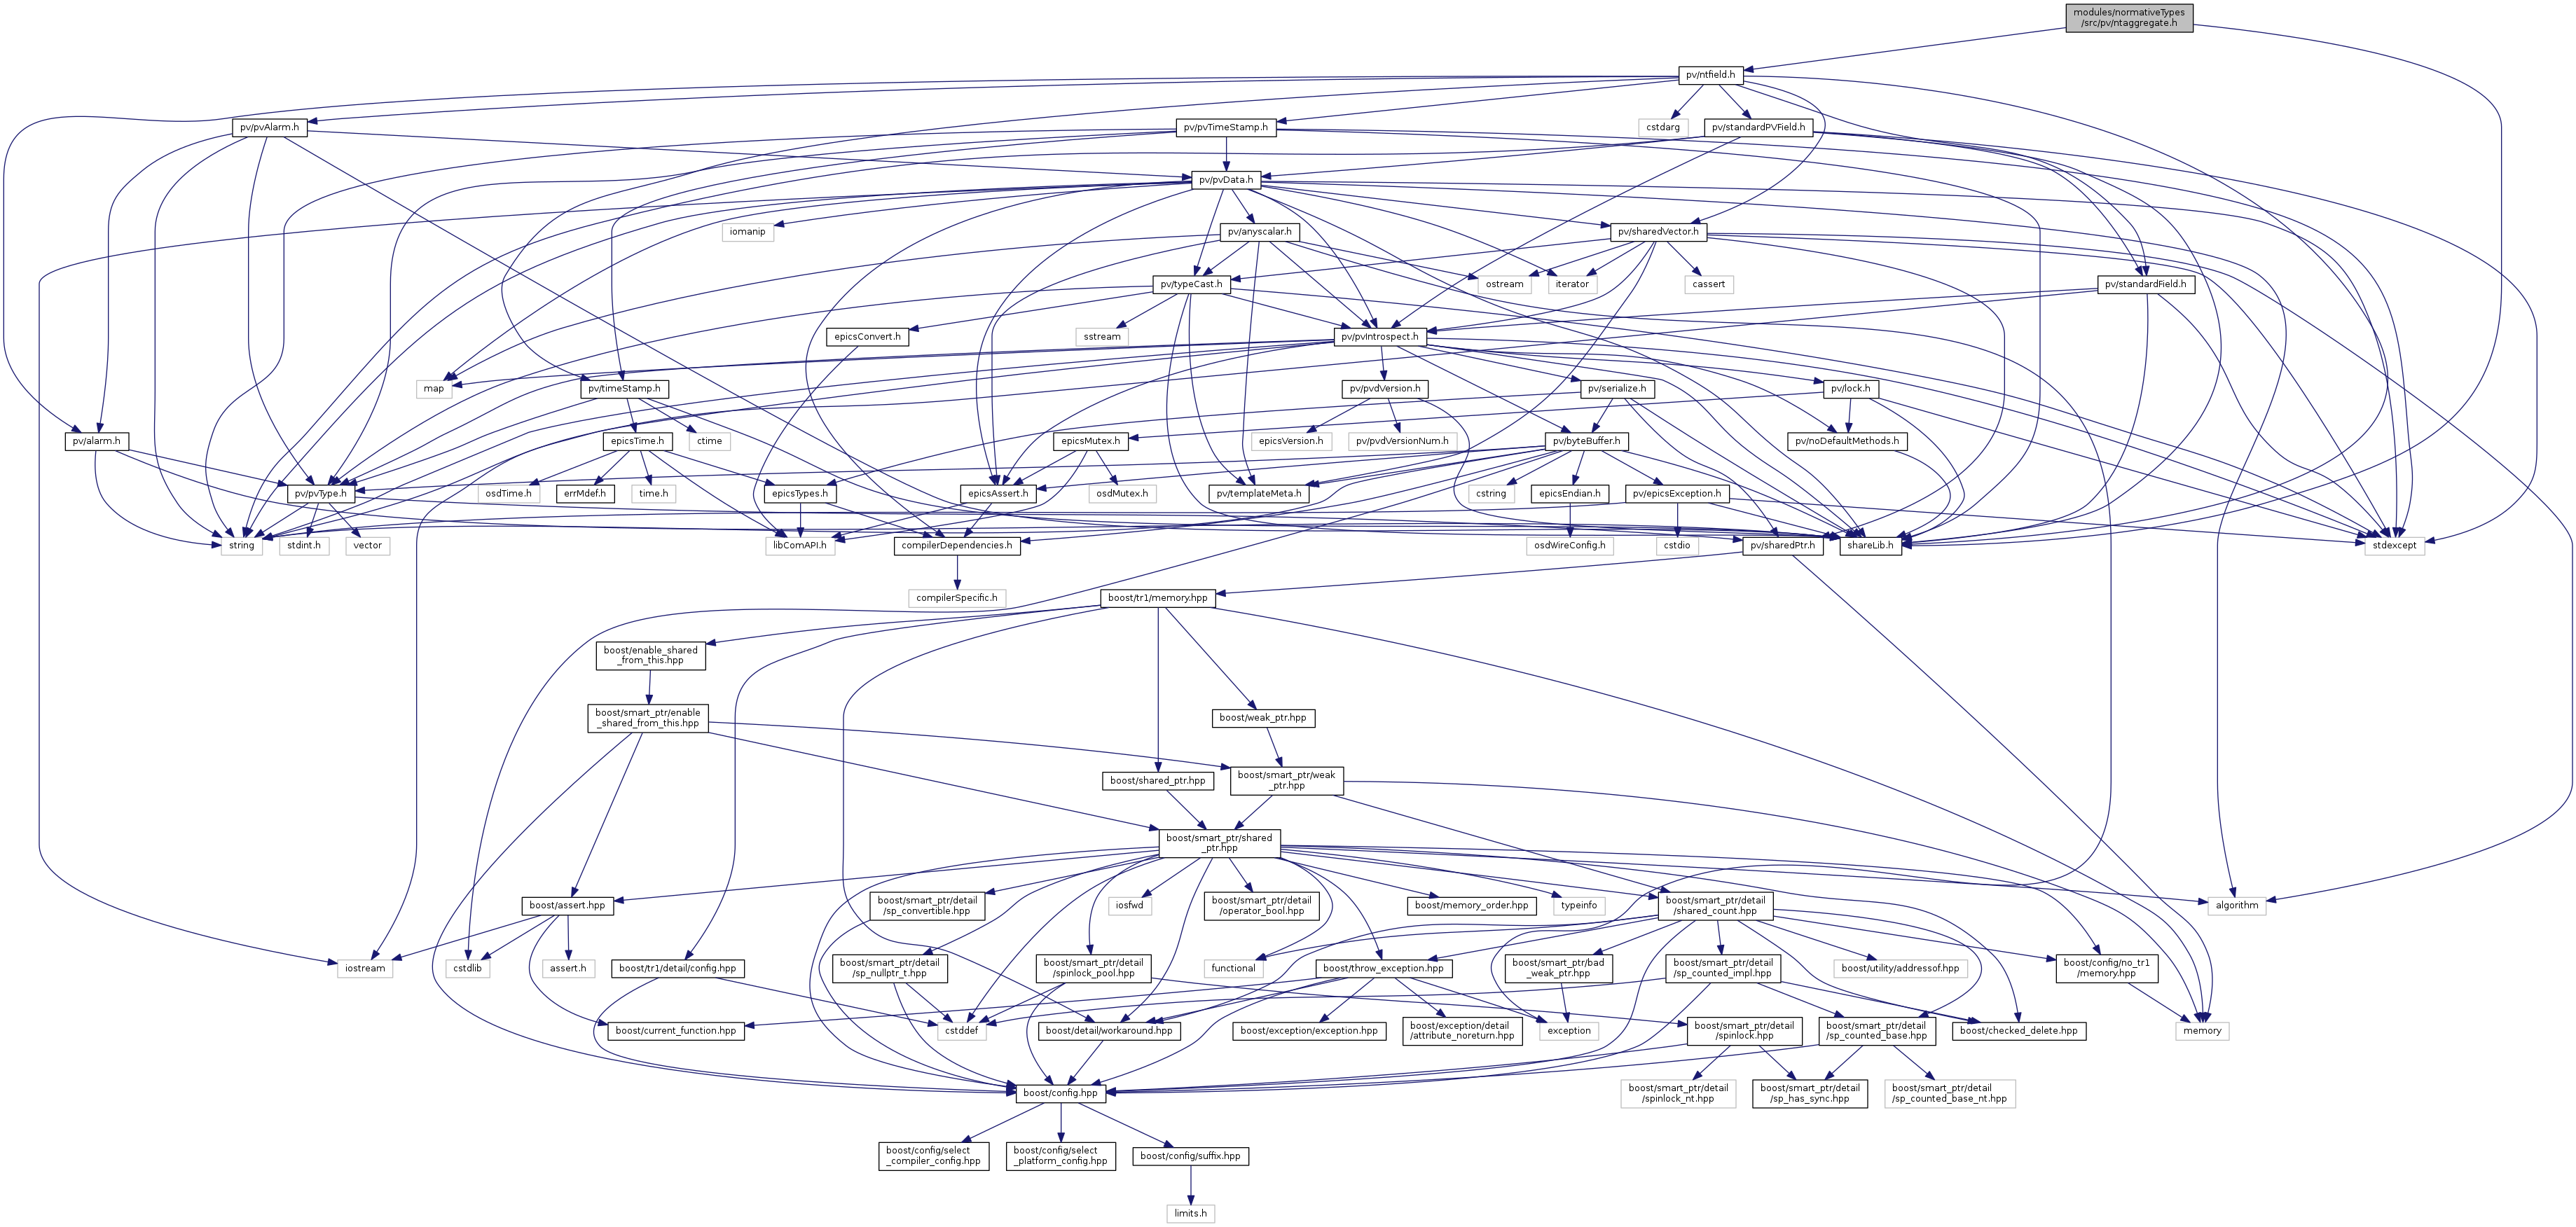 modules/normativeTypes
/src/pv/ntaggregate.h
pv/ntfield.h
pv/pvAlarm.h
pv/pvTimeStamp.h
cstdarg
pv/standardPVField.h
pv/pvData.h
iomanip
pv/anyscalar.h
pv/sharedVector.h
pv/typeCast.h
ostream
iterator
cassert
pv/standardField.h
epicsConvert.h
sstream
pv/pvIntrospect.h
map
pv/timeStamp.h
pv/pvdVersion.h
pv/serialize.h
pv/lock.h
pv/alarm.h
epicsTime.h
ctime
epicsMutex.h
epicsVersion.h
pv/pvdVersionNum.h
pv/byteBuffer.h
pv/noDefaultMethods.h
pv/pvType.h
osdTime.h
errMdef.h
time.h
epicsTypes.h
epicsAssert.h
osdMutex.h
pv/templateMeta.h
cstring
epicsEndian.h
pv/epicsException.h
string
stdint.h
vector
libComAPI.h
compilerDependencies.h
osdWireConfig.h
cstdio
pv/sharedPtr.h
shareLib.h
stdexcept
compilerSpecific.h
boost/tr1/memory.hpp
boost/enable_shared
_from_this.hpp
boost/smart_ptr/enable
_shared_from_this.hpp
boost/weak_ptr.hpp
boost/shared_ptr.hpp
boost/smart_ptr/weak
_ptr.hpp
boost/smart_ptr/shared
_ptr.hpp
boost/assert.hpp
boost/smart_ptr/detail
/sp_convertible.hpp
iosfwd
boost/smart_ptr/detail
/operator_bool.hpp
boost/memory_order.hpp
typeinfo
boost/smart_ptr/detail
/shared_count.hpp
algorithm
iostream
cstdlib
assert.h
boost/tr1/detail/config.hpp
boost/smart_ptr/detail
/sp_nullptr_t.hpp
boost/smart_ptr/detail
/spinlock_pool.hpp
functional
boost/throw_exception.hpp
boost/smart_ptr/bad
_weak_ptr.hpp
boost/smart_ptr/detail
/sp_counted_impl.hpp
boost/utility/addressof.hpp
boost/config/no_tr1
/memory.hpp
boost/current_function.hpp
cstddef
boost/detail/workaround.hpp
boost/exception/exception.hpp
boost/exception/detail
/attribute_noreturn.hpp
exception
boost/smart_ptr/detail
/spinlock.hpp
boost/smart_ptr/detail
/sp_counted_base.hpp
boost/checked_delete.hpp
memory
boost/config.hpp
boost/smart_ptr/detail
/spinlock_nt.hpp
boost/smart_ptr/detail
/sp_has_sync.hpp
boost/smart_ptr/detail
/sp_counted_base_nt.hpp
boost/config/select
_compiler_config.hpp
boost/config/select
_platform_config.hpp
boost/config/suffix.hpp
limits.h